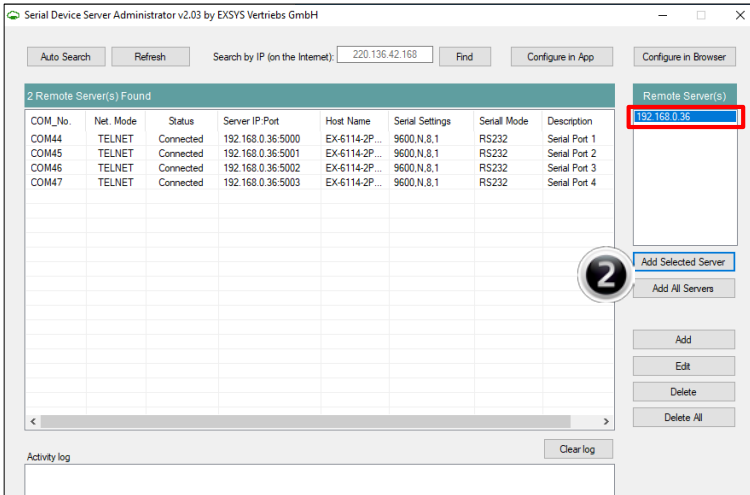 Serial Device Server Administrator v2.03 by EXSYS Vertriebs GmbH
Auto Search Refresh Search by IP (on the Internet): 220.136.42.168 Find Configure in App Configure in Browser
2 Remote Server(s) Found Remote Server(s)
COM_No. Net. Mode Status Server IP:Port Host Name Serial Settings Seriall Mode Description
192.168.0.36
COM44 TELNET Connected 192.168.0.36:5000 EX-6114-2P... 9600,N,8,1 RS232 Serial Port 1
COM45 TELNET Connected 192.168.0.36:5001 EX-6114-2P... 9600,N,8,1 RS232 Serial Port 2
COM46 TELNET Connected 192.168.0.36:5002 EX-6114-2P... 9600,N,8,1 RS232 Serial Port 3
COM47 TELNET Connected 192.168.0.36:5003 EX-6114-2P... 9600,N,8,1 RS232 Serial Port 4
2
Add Selected Server
Add All Servers
Add
Edit
Delete
Delete All
Activity log Clear log